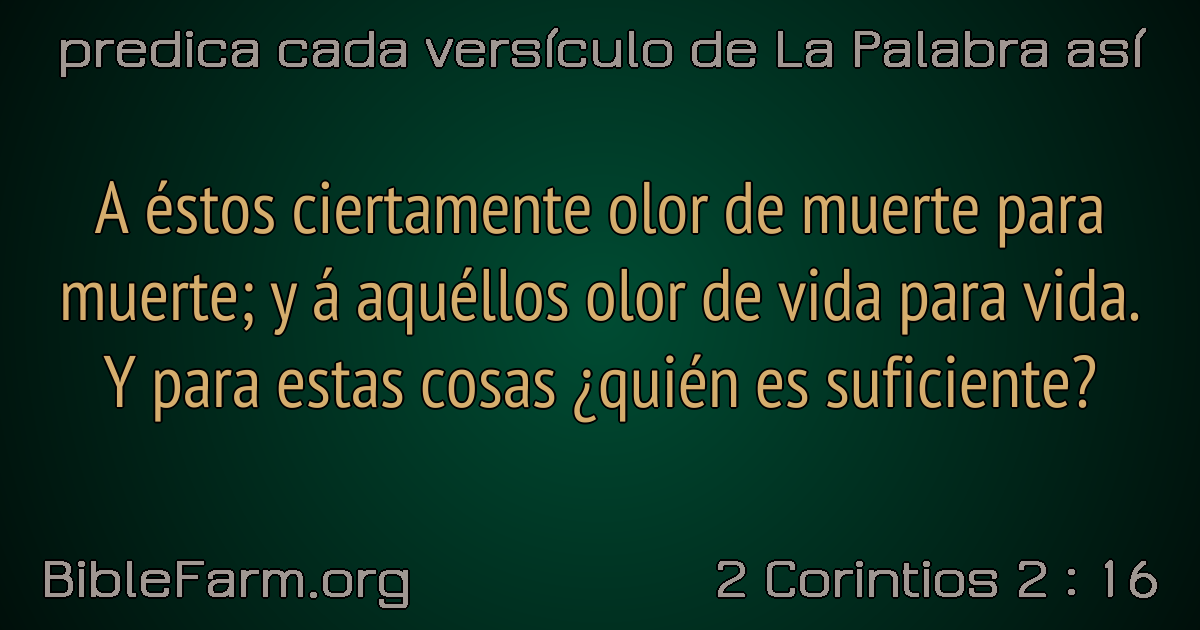 predica cada versículo de La Palabra así
A éstos ciertamente olor de muerte para
muerte; y á aquéllos olor de vida para vida.
Y para estas cosas ¿quién es suficiente?
BibleFarm.org
2 Corintios 2 : 16